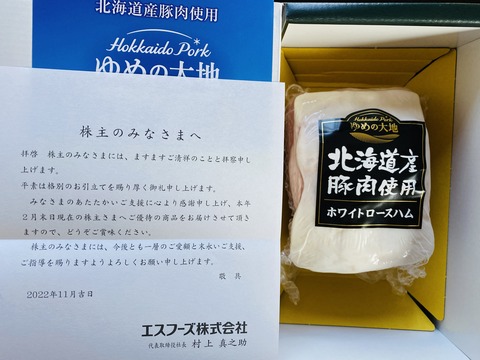 北海道産豚肉使用
Hokkaido Pork
ゆめの大地
株主のみなさまへ
拝啓 株主のみなさまには、ますますご清祥のことと拝察申し
上げます。
平素は格別のお引立てを賜り厚く御礼申し上げます。
みなさまのあたたかいご支援に心より感謝申し上げ、本年
2月末日現在の株主さまへご優待の商品をお届けさせて頂き
ますので、どうぞご賞味ください。
株主のみなさまには、今後とも一層のご愛顧と末永いご支援、
ご指導を賜りますようよろしくお願い申し上げます。
敬 具
2022年11月吉日
エスフーズ株式会社
代表取締役社長 村上 真之助
Hokkaido Pork
ゆめの大地
北海道産
豚肉使用
ホワイトロースハム